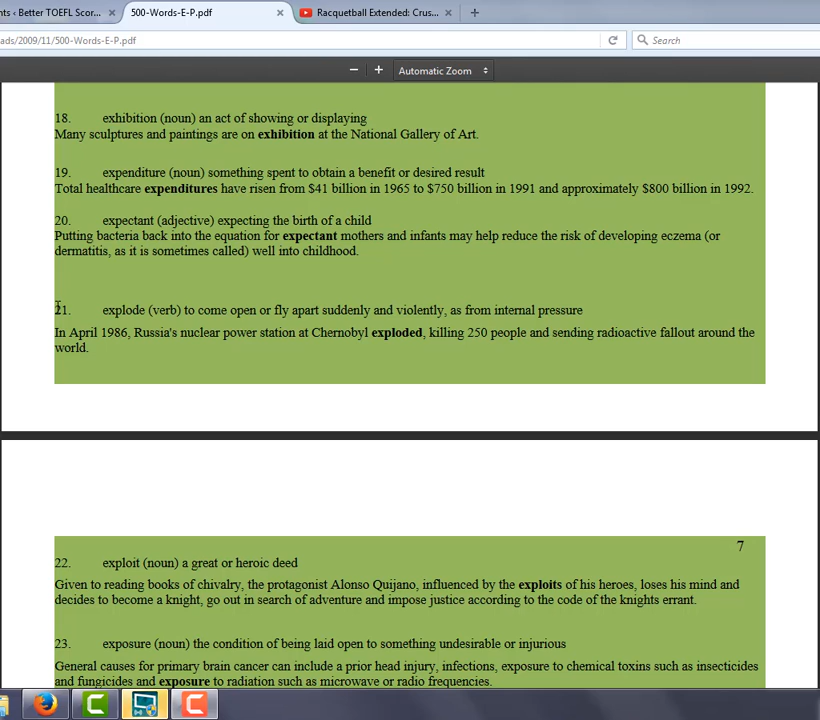 nts ‹ Better TOEFL Scor...
500-Words-E-P.pdf
Racquetball Extended: Crus...
ads/2009/11/500-Words-E-P.pdf
Search
Automatic Zoom
18. exhibition (noun) an act of showing or displaying
Many sculptures and paintings are on exhibition at the National Gallery of Art.
19. expenditure (noun) something spent to obtain a benefit or desired result
Total healthcare expenditures have risen from $41 billion in 1965 to $750 billion in 1991 and approximately $800 billion in 1992.
20. expectant (adjective) expecting the birth of a child
Putting bacteria back into the equation for expectant mothers and infants may help reduce the risk of developing eczema (or
dermatitis, as it is sometimes called) well into childhood.
21. explode (verb) to come open or fly apart suddenly and violently, as from internal pressure
In April 1986, Russia's nuclear power station at Chernobyl exploded, killing 250 people and sending radioactive fallout around the
world.
7
22. exploit (noun) a great or heroic deed
Given to reading books of chivalry, the protagonist Alonso Quijano, influenced by the exploits of his heroes, loses his mind and
decides to become a knight, go out in search of adventure and impose justice according to the code of the knights errant.
23. exposure (noun) the condition of being laid open to something undesirable or injurious
General causes for primary brain cancer can include a prior head injury, infections, exposure to chemical toxins such as insecticides
and fungicides and exposure to radiation such as microwave or radio frequencies.